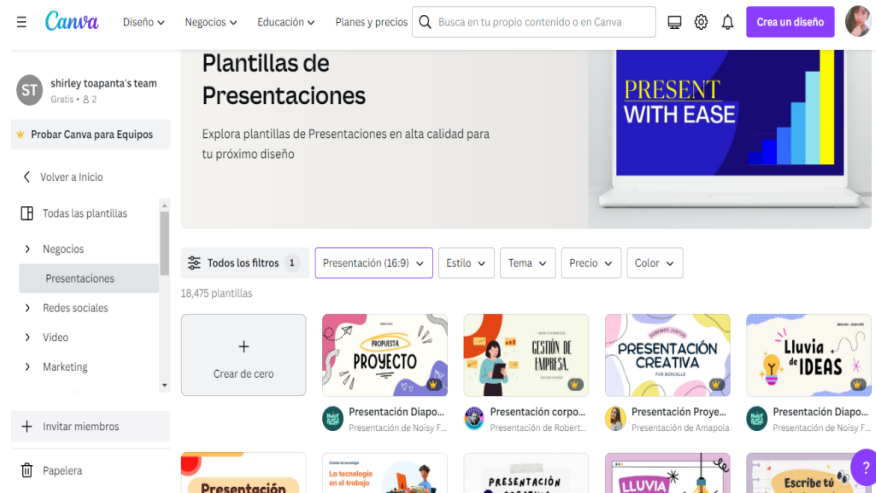 Canva
Diseño
Negocios
Educación
Planes y precios
Busca en tu propio contenido o en Canva
Crea un diseño
ST
shirley toapanta's team
Gratis • 2
Probar Canva para Equipos
Volver a Inicio
Todas las plantillas
Negocios
Presentaciones
Redes sociales
Video
Marketing
Invitar miembros
Papelera
Plantillas de
Presentaciones
Explora plantillas de Presentaciones en alta calidad para
tu próximo diseño
PRESENT
WITH EASE
Todos los filtros 1
Presentación (16:9)
Estilo
Tema
Precio
Color
18,475 plantillas
+
Crear de cero
PROPUESTA
PROYECTO
Presentación Diapo...
Presentación de Noisy F...
GESTIÓN DE
EMPRESA.
Presentación corpo...
Presentación de Robert...
PRESENTACIÓN
CREATIVA
POR MARCELLE
Presentación Proye...
Presentación de Amapola
Lluvia
de IDEAS
Presentación Diapo...
Presentación de Noisy F...
Presentación
La tecnología
en el trabajo
PRESENTACIÓN
LLUVIA
Escribe tú
?